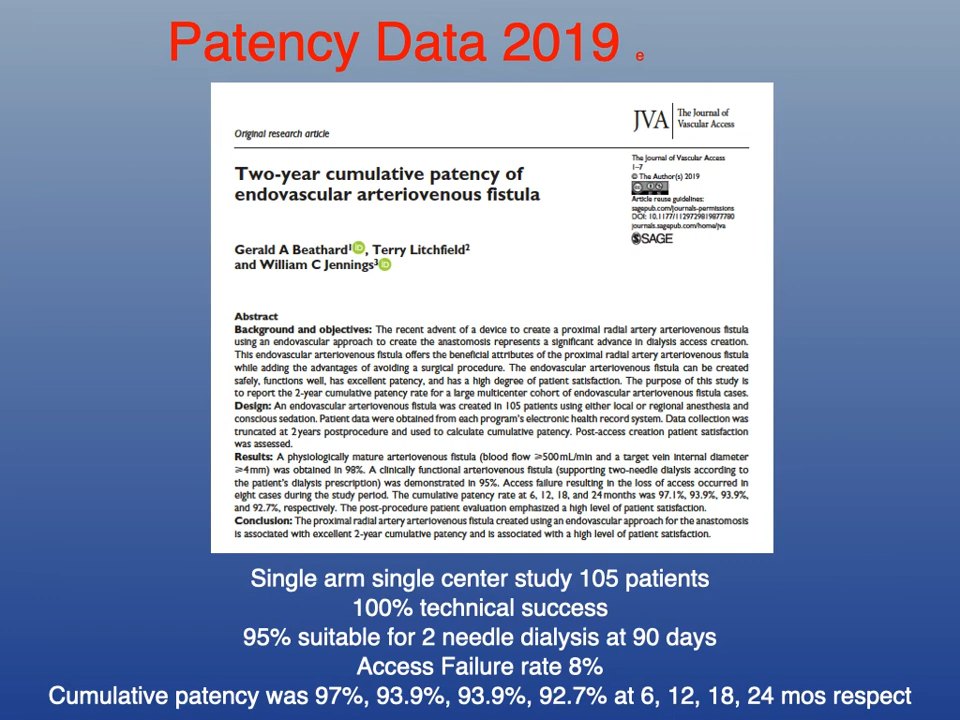 Patency Data 2019 e
Original research article
JVA The Journal of
Vascular Access
Two-year cumulative patency of
endovascular arteriovenous fistula
The Journal of Vascular Access
1–7
© The Author(s) 2019
Article reuse guidelines:
sagepub.com/journals-permissions
DOI: 10.1177/1129729819877780
journals.sagepub.com/home/jva
SAGE
Gerald A Beathard1 iD, Terry Litchfield2
and William C Jennings3 iD
Abstract
Background and objectives: The recent advent of a device to create a proximal radial artery arteriovenous fistula
using an endovascular approach to create the anastomosis represents a significant advance in dialysis access creation.
This endovascular arteriovenous fistula offers the beneficial attributes of the proximal radial artery arteriovenous fistula
while adding the advantages of avoiding a surgical procedure. The endovascular arteriovenous fistula can be created
safely, functions well, has excellent patency, and has a high degree of patient satisfaction. The purpose of this study is
to report the 2-year cumulative patency rate for a large multicenter cohort of endovascular arteriovenous fistula cases.
Design: An endovascular arteriovenous fistula was created in 105 patients using either local or regional anesthesia and
conscious sedation. Patient data were obtained from each program's electronic health record system. Data collection was
truncated at 2 years postprocedure and used to calculate cumulative patency. Post-access creation patient satisfaction
was assessed.
Results: A physiologically mature arteriovenous fistula (blood flow ⩾500 mL/min and a target vein internal diameter
⩾4 mm) was obtained in 98%. A clinically functional arteriovenous fistula (supporting two-needle dialysis according to
the patient's dialysis prescription) was demonstrated in 95%. Access failure resulting in the loss of access occurred in
eight cases during the study period. The cumulative patency rate at 6, 12, 18, and 24 months was 97.1%, 93.9%, 93.9%,
and 92.7%, respectively. The post-procedure patient evaluation emphasized a high level of patient satisfaction.
Conclusion: The proximal radial artery arteriovenous fistula created using an endovascular approach for the anastomosis
is associated with excellent 2-year cumulative patency and is associated with a high level of patient satisfaction.
Single arm single center study 105 patients
100% technical success
95% suitable for 2 needle dialysis at 90 days
Access Failure rate 8%
Cumulative patency was 97%, 93.9%, 93.9%, 92.7% at 6, 12, 18, 24 mos respect